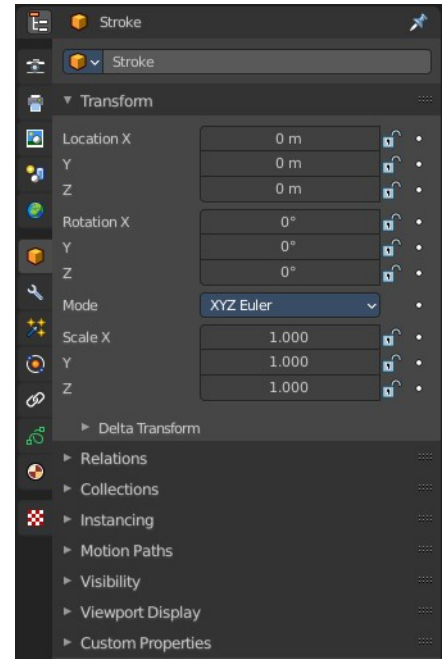 Stroke
Stroke
Transform
Location X 0 m
Y 0 m
Z 0 m
Rotation X 0°
Y 0°
Z 0°
Mode XYZ Euler
Scale X 1.000
Y 1.000
Z 1.000
Delta Transform
Relations
Collections
Instancing
Motion Paths
Visibility
Viewport Display
Custom Properties